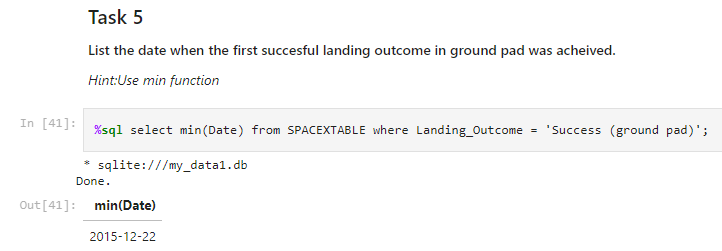 Task 5
List the date when the first succesful landing outcome in ground pad was acheived.
Hint:Use min function
In [41]: %sql select min(Date) from SPACEXTABLE where Landing_Outcome = 'Success (ground pad)';
* sqlite:///my_data1.db
Done.
Out[41]: min(Date)
2015-12-22